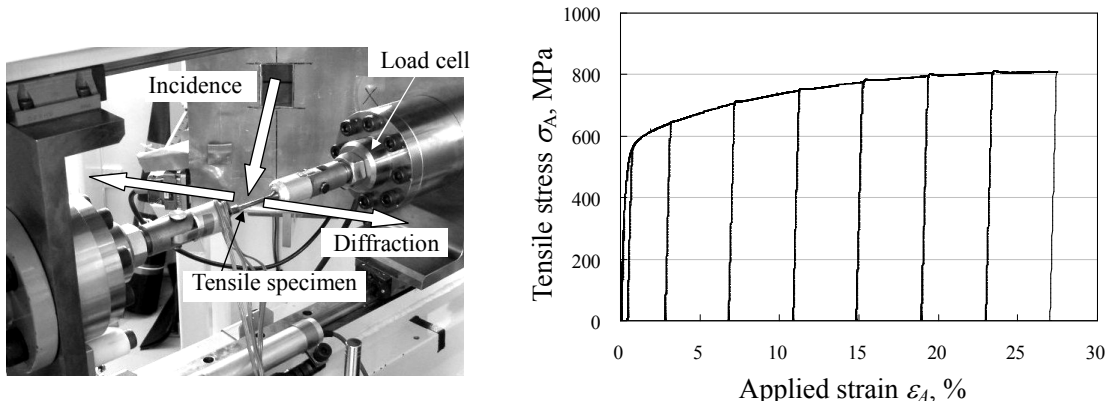 Load cell
Incidence
Diffraction
Tensile specimen
Tensile stress σA, MPa
1000
800
600
400
200
0
0 5 10 15 20 25 30
Applied strain εA, %